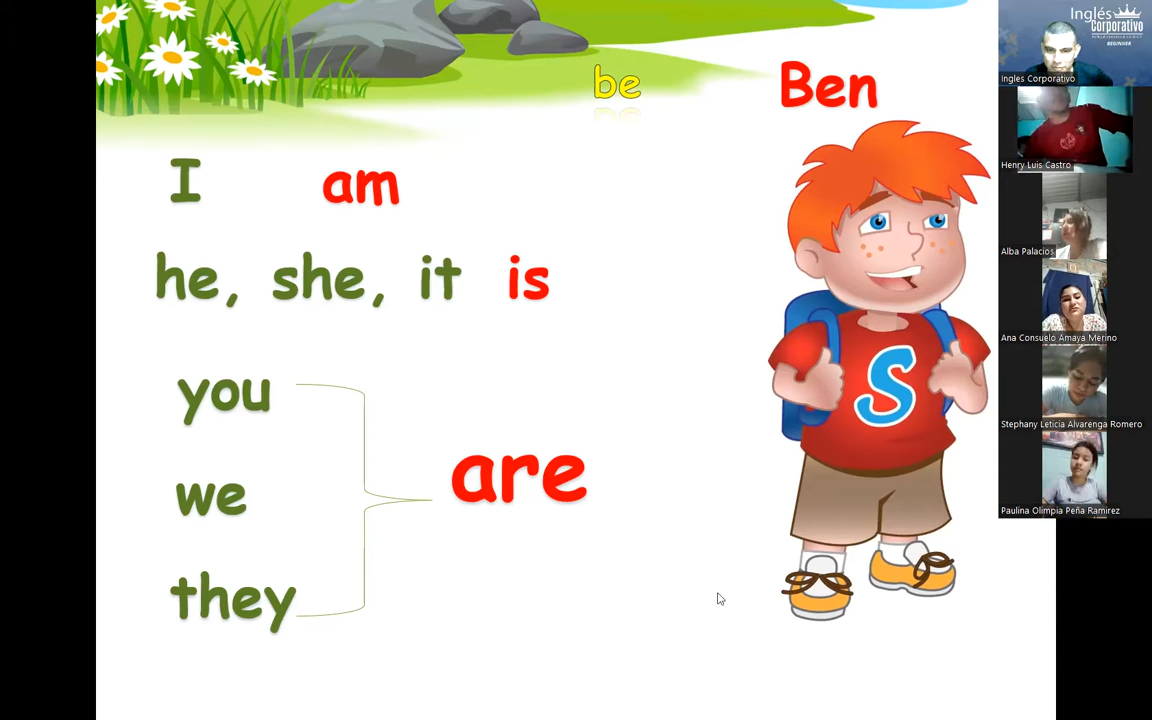 be
Ben
I am
he, she, it is
you
we
they
are
S
Inglés
Corporativo
BEGINNER
Ingles Corporativo
Henry Luis Castro
Alba Palacios
Ana Consuelo Amaya Merino
Stephany Leticia Alvarenga Romero
Paulina Olimpia Peña Ramirez